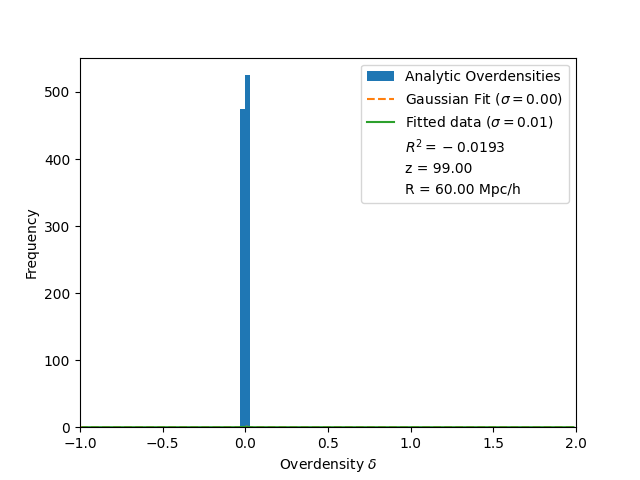 Analytic Overdensities
Gaussian Fit (σ = 0.00)
Fitted data (σ = 0.01)
R² = −0.0193
z = 99.00
R = 60.00 Mpc/h
500
400
300
200
100
0
Frequency
−1.0 −0.5 0.0 0.5 1.0 1.5 2.0
Overdensity δ